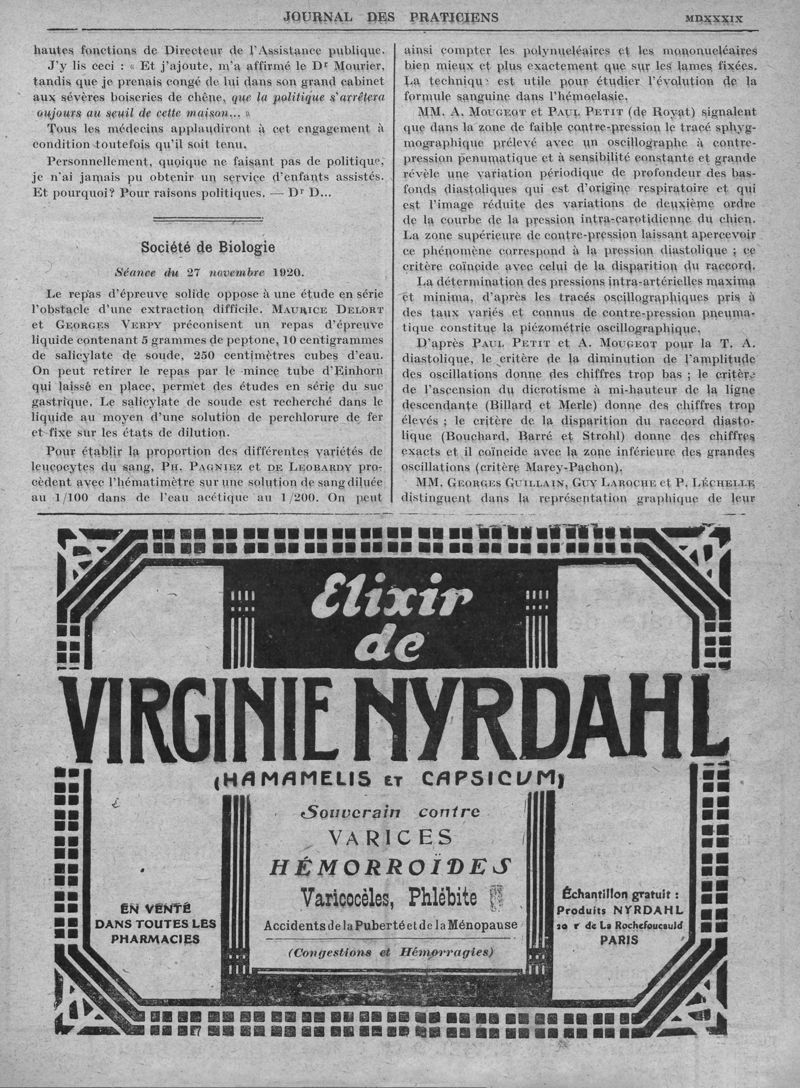 JOURNAL DES PRATICIENS
MDXXXIX
hautes fonctions de Directeur de l'Assistance publique.
J'y lis ceci : « Et j'ajoute, m'a affirmé le Dr Mourier,
tandis que je prenais congé de lui dans son grand cabinet
aux sévères boiseries de chêne, que la politique s'arrêtera
oujours au seuil de cette maison... »
Tous les médecins applaudiront à cet engagement à
condition toutefois qu'il soit tenu.
Personnellement, quoique ne faisant pas de politique,
je n'ai jamais pu obtenir un service d'enfants assistés.
Et pourquoi? Pour raisons politiques. — Dr D...
Société de Biologie
Séance du 27 novembre 1920.
Le repas d'épreuve solide oppose à une étude en série
l'obstacle d'une extraction difficile. MAURICE DELORT
et GEORGES VERPY préconisent un repas d'épreuve
liquide contenant 5 grammes de peptone, 10 centigrammes
de salicylate de soude, 250 centimètres cubes d'eau.
On peut retirer le repas par le mince tube d'Einhorn
qui laissé en place, permet des études en série du suc
gastrique. Le salicylate de soude est recherché dans le
liquide au moyen d'une solution de perchlorure de fer
et fixe sur les états de dilution.
Pour établir la proportion des différentes variétés de
leucocytes du sang, PH. PAGNIEZ et DE LEOBARDY pro-
cèdent avec l'hématimètre sur une solution de sang diluée
au 1/100 dans de l'eau acétique au 1/200. On peut
ainsi compter les polynucléaires et les mononucléaires
bien mieux et plus exactement que sur les lames fixées.
La techniqu est utile pour étudier l'évolution de la
formule sanguine dans l'hémoclasie.
MM. A. MOUGEOT et PAUL PETIT (de Royat) signalent
que dans la zone de faible contre-pression le tracé sphyg-
mographique prélevé avec un oscillographe à contre-
pression penumatique et à sensibilité constante et grande
révèle une variation périodique de profondeur des bas-
fonds diastoliques qui est d'origine respiratoire et qui
est l'image réduite des variations de deuxième ordre
de la courbe de la pression intra-carotidienne du chien.
La zone supérieure de contre-pression laissant apercevoir
ce phénomène correspond à la pression diastolique ; ce
critère coïncide avec celui de la disparition du raccord.
La détermination des pressions intra-artérielles maxima
et minima, d'après les tracés oscillographiques pris à
des taux variés et connus de contre-pression pneuma-
tique constitue la piézométrie oscillographique.
D'après PAUL PETIT et A. MOUGEOT pour la T. A.
diastolique, le critère de la diminution de l'amplitude
des oscillations donne des chiffres trop bas ; le critère
de l'ascension du dicrotisme à mi-hauteur de la ligne
descendante (Billard et Merle) donne des chiffres trop
élevés ; le critère de la disparition du raccord diasto-
lique (Bouchard, Barré et Strohl) donne des chiffres
exacts et il coïncide avec la zone inférieure des grandes
oscillations (critère Marey-Pachon).
MM. GEORGES GUILLAIN, GUY LAROCHE et P. LÉCHELLE
distinguent dans la représentation graphique de leur
Elixir
de
VIRGINIE NYRDAHL
(HAMAMELIS ET CAPSICUM)
Souverain contre
VARICES
HÉMORROÏDES
Varicocèles, Phlébite
Accidents de la Puberté et de la Ménopause
(Congestions et Hémorragies)
EN VENTE
DANS TOUTES LES
PHARMACIES
Échantillon gratuit :
Produits NYRDAHL
20 r de La Rochefoucauld
PARIS